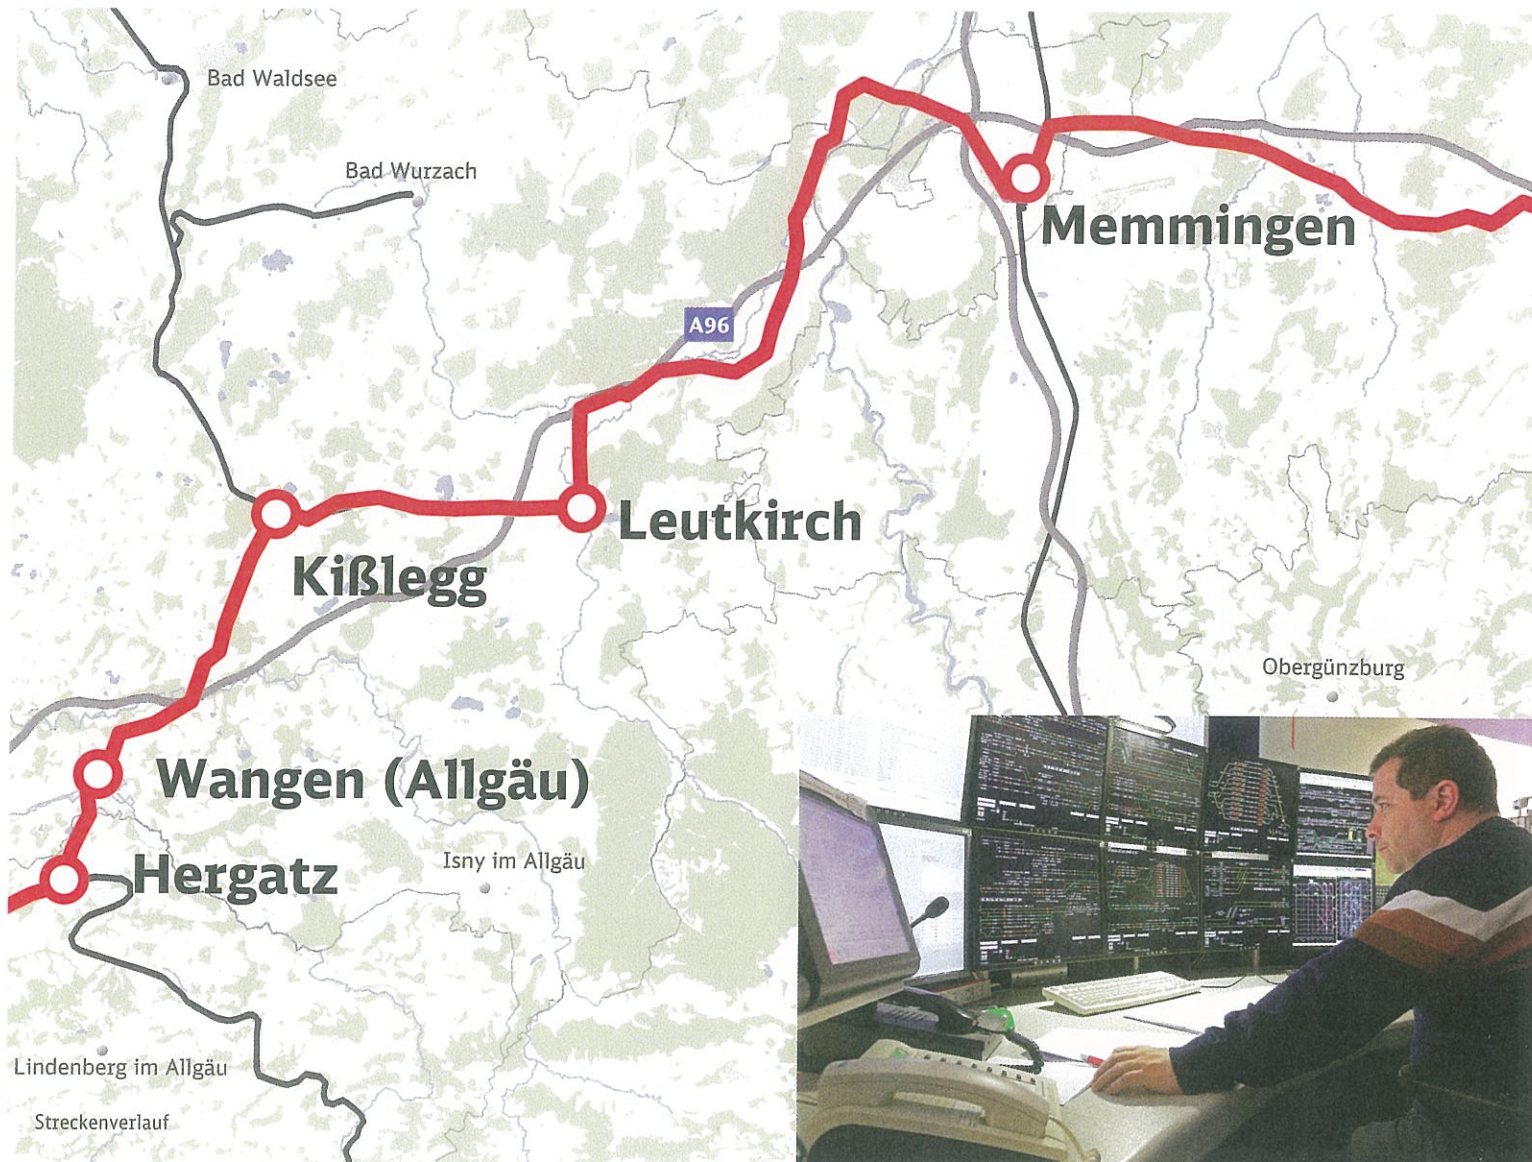 Bad Waldsee
Bad Wurzach
Memmingen
A96
Leutkirch
Kißlegg
Obergünzburg
Wangen (Allgäu)
Isny im Allgäu
Hergatz
Lindenberg im Allgäu
Streckenverlauf